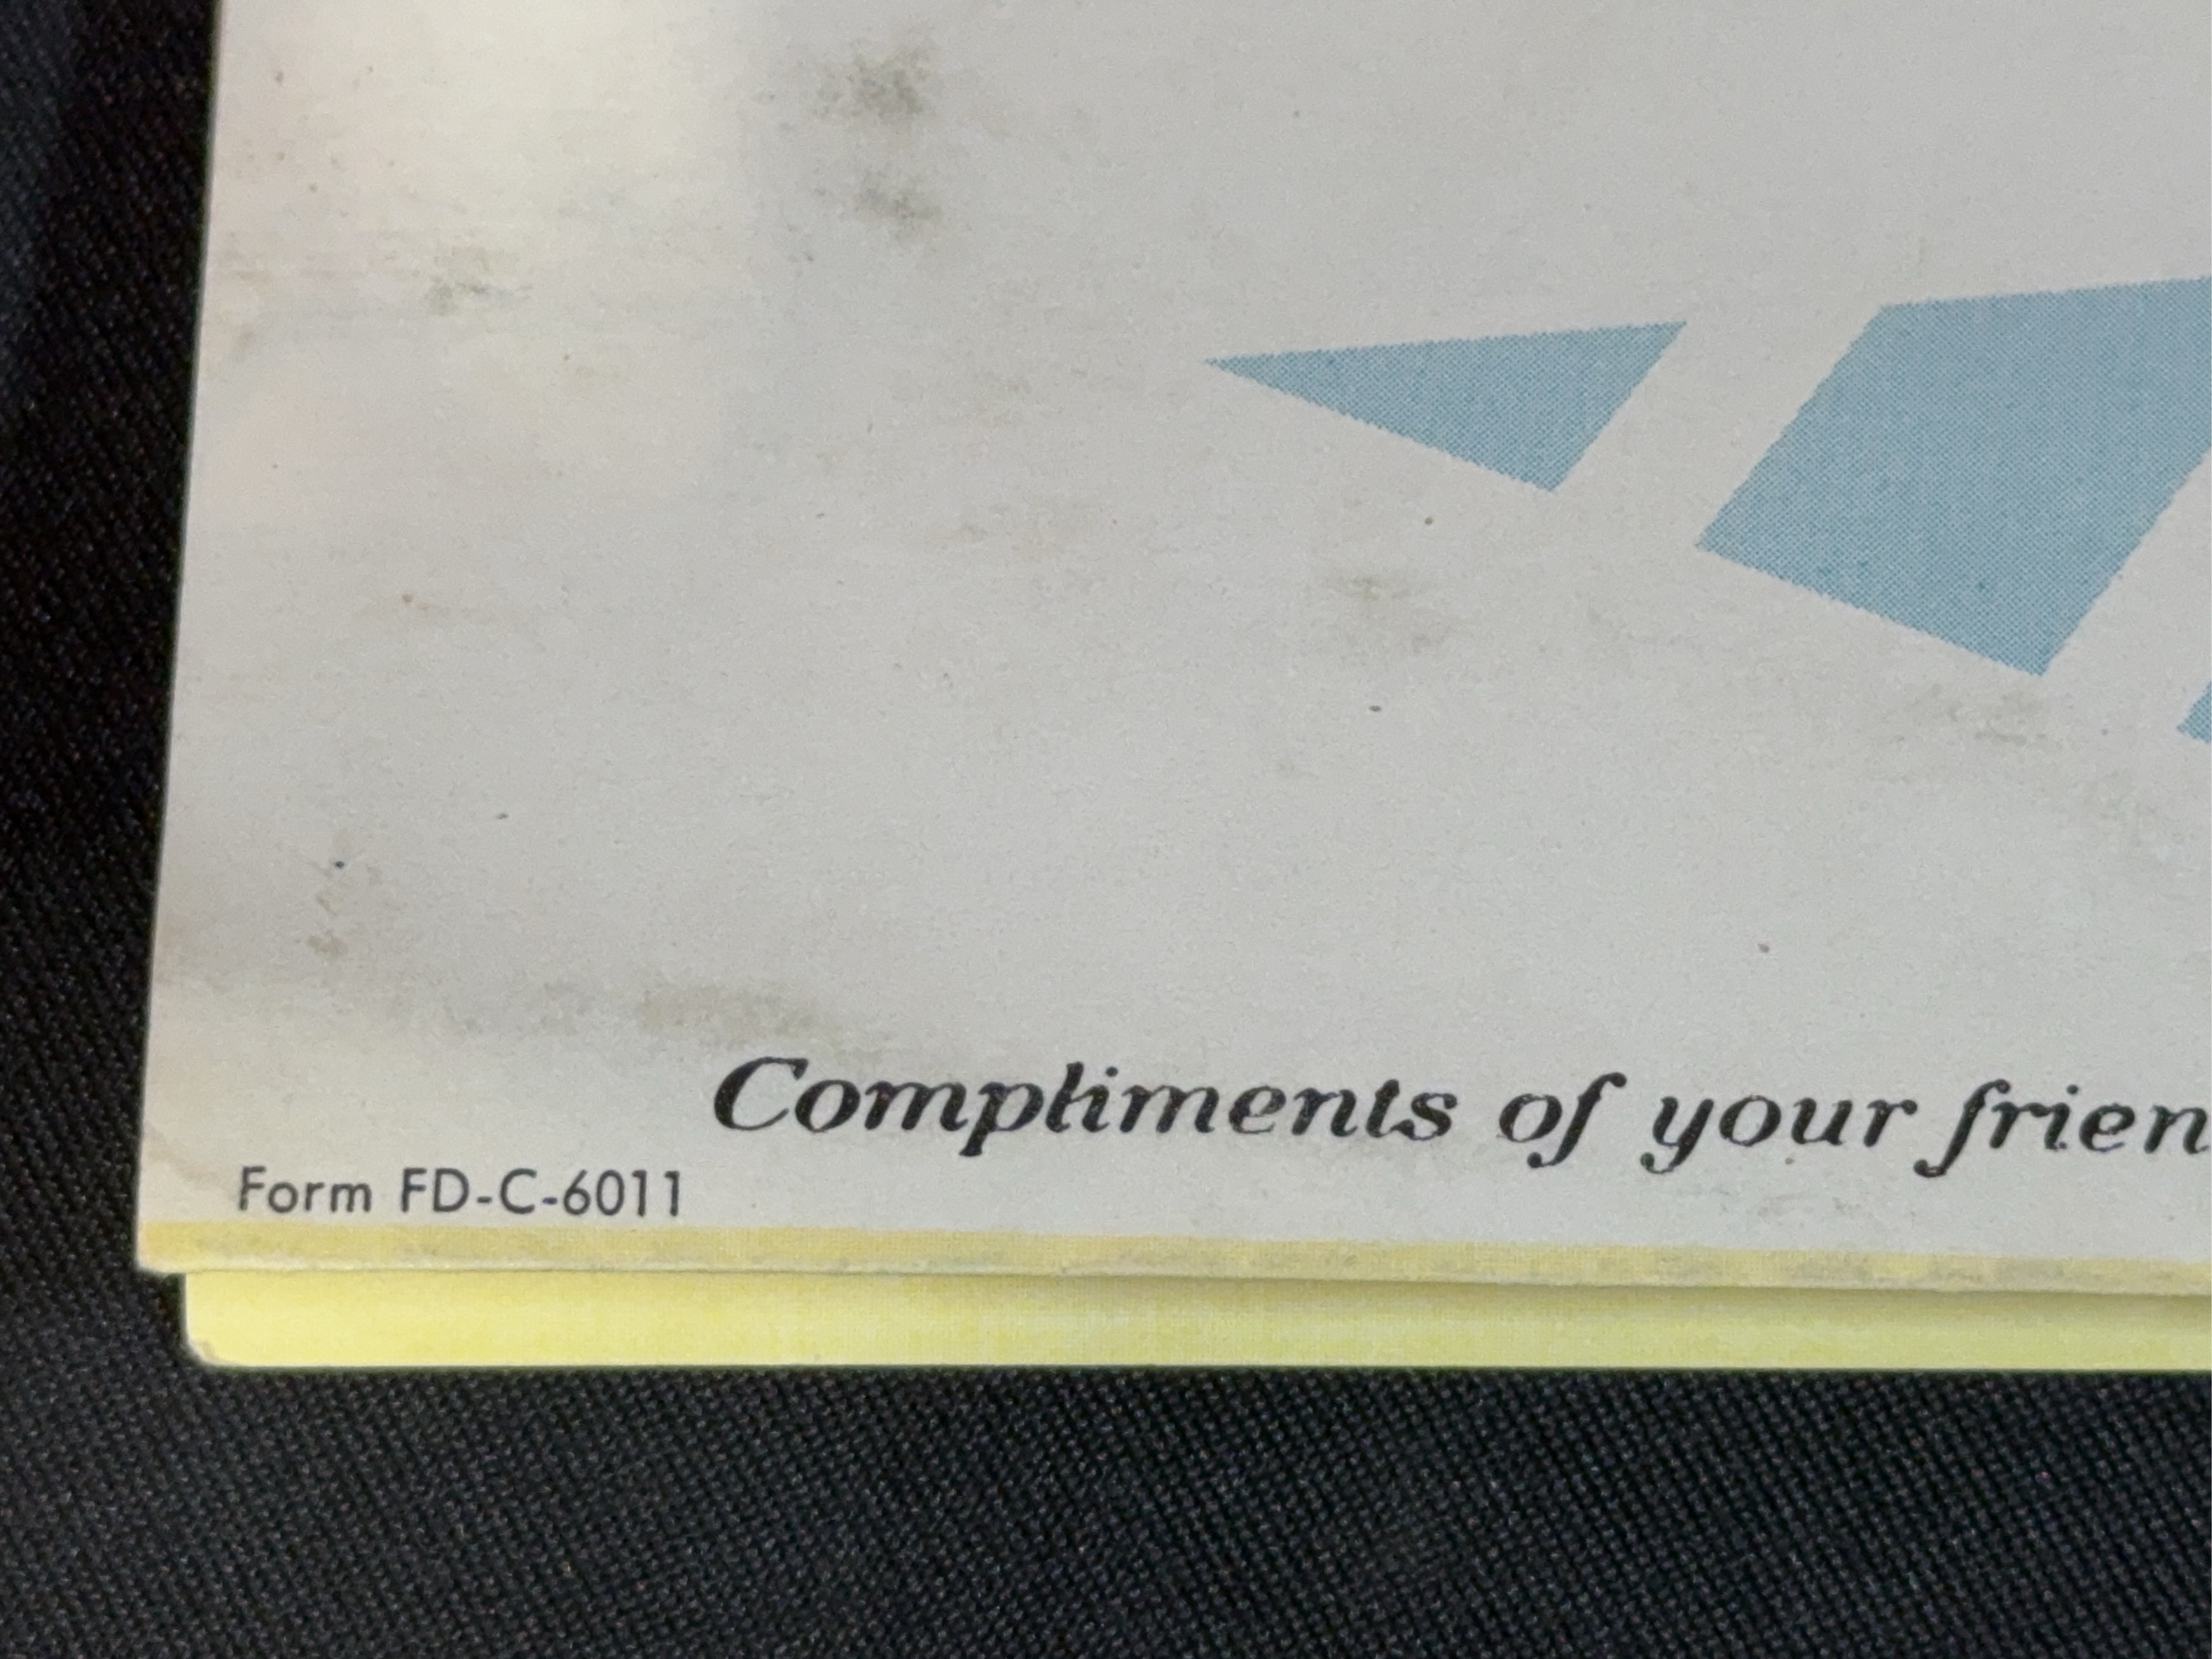 Compliments of your frien
Form FD-C-6011